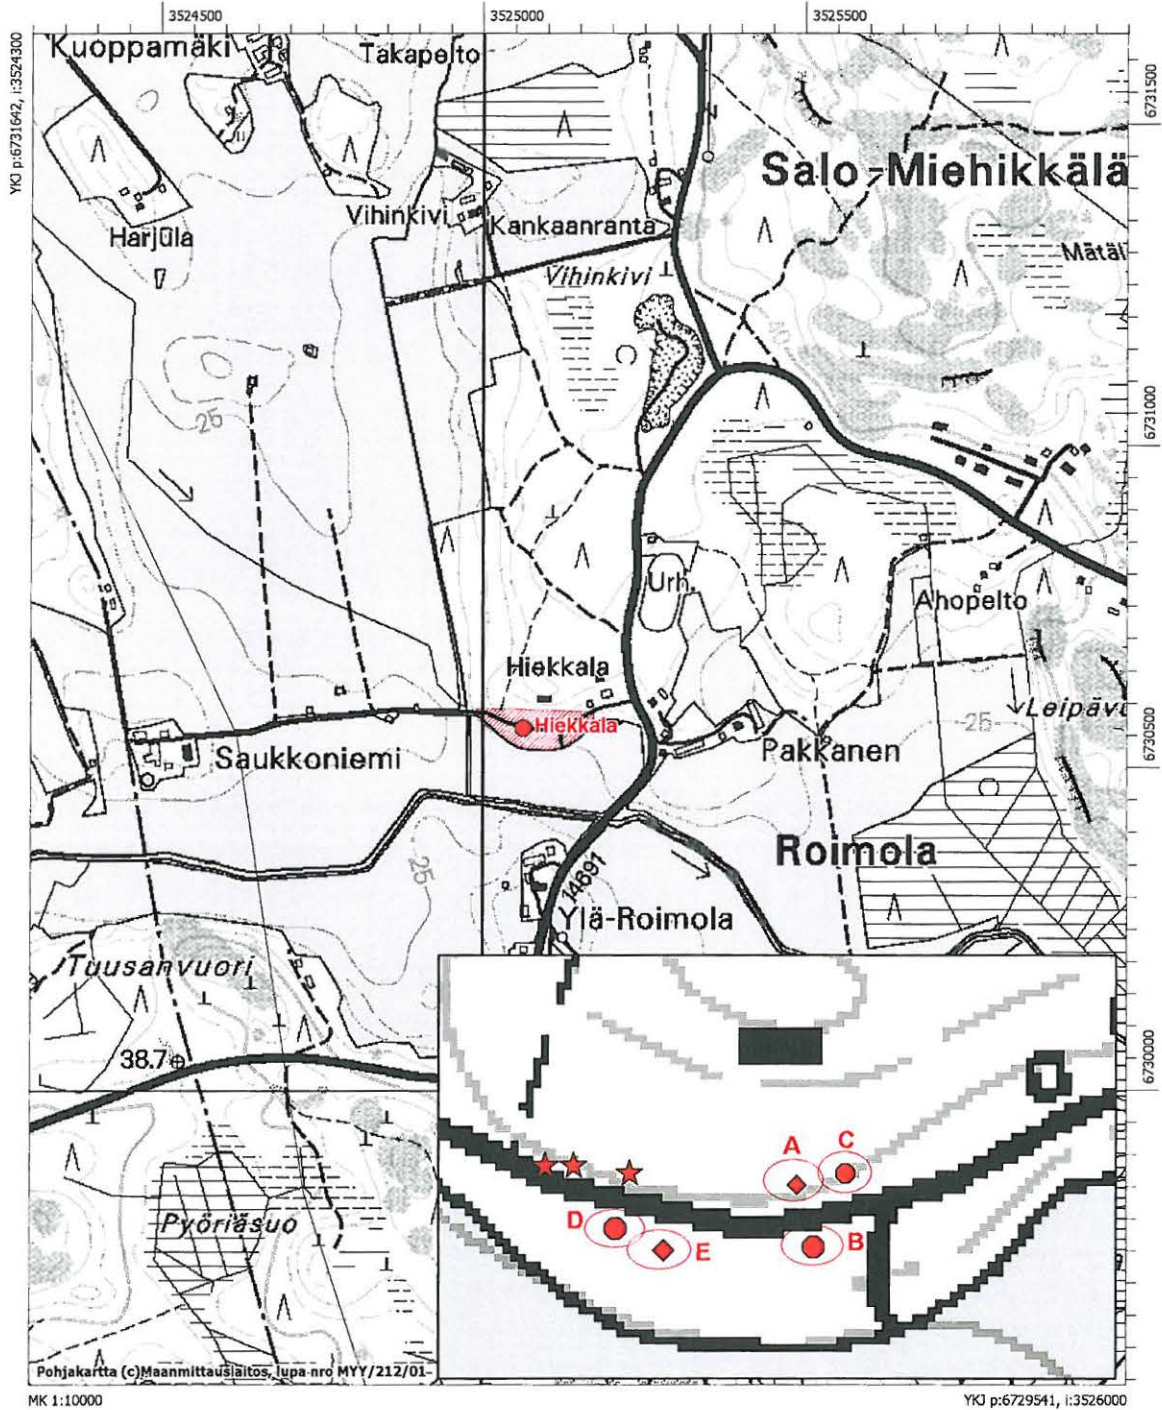 3524500
3525000
3525500
YKJ p:6731642, i:3524300
Kuoppamäki
Takapelto
6731500
Salo-Miehikkälä
Vihinkivi
Kankaanranta
Harjula
Vihinkivi
Mätäl
25
6731000
Urh.
Ahopelto
Hiekkala
Hiekkala
Leipäv
25
Saukkoniemi
Pakkanen
6730500
Roimola
25
14691
Ylä-Roimola
Tuusanvuori
38.7
6730000
A
C
D
E
B
Pyöriäsuo
Pohjakartta (c)Maanmittauslaitos, lupa nro MYY/212/01-
MK 1:10000
YKJ p:6729541, i:3526000